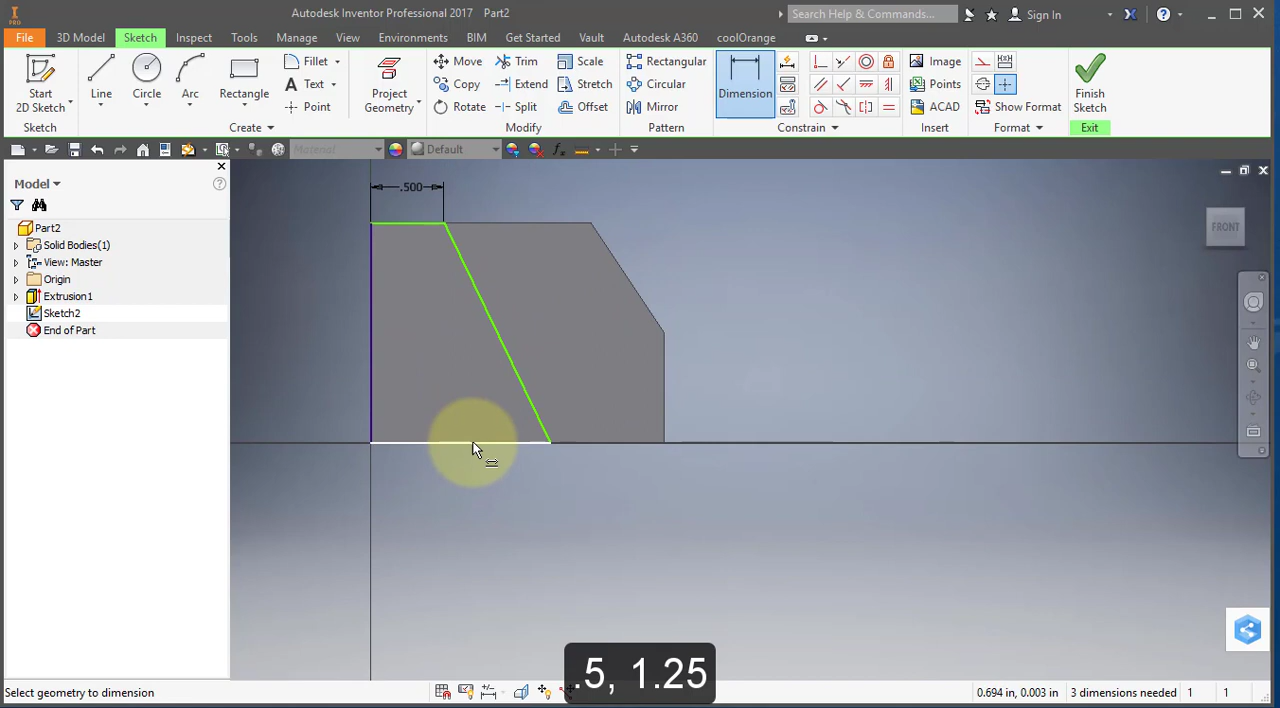 PRO
Autodesk Inventor Professional 2017 Part2
Search Help & Commands...
Sign In
File
3D Model
Sketch
Inspect
Tools
Manage
View
Environments
BIM
Get Started
Vault
Autodesk A360
coolOrange
Start
2D Sketch
Sketch
Line
Circle
Arc
Rectangle
Fillet
Text
Point
Create
Project
Geometry
Move
Copy
Rotate
Trim
Extend
Split
Scale
Stretch
Offset
Modify
Rectangular
Circular
Mirror
Pattern
Dimension
Constrain
Image
Points
ACAD
Insert
Show Format
Format
Finish
Sketch
Exit
Material
Default
Model
Part2
Solid Bodies(1)
View: Master
Origin
Extrusion1
Sketch2
End of Part
.500
FRONT
.5, 1.25
Select geometry to dimension
0.694 in, 0.003 in
3 dimensions needed
1
1